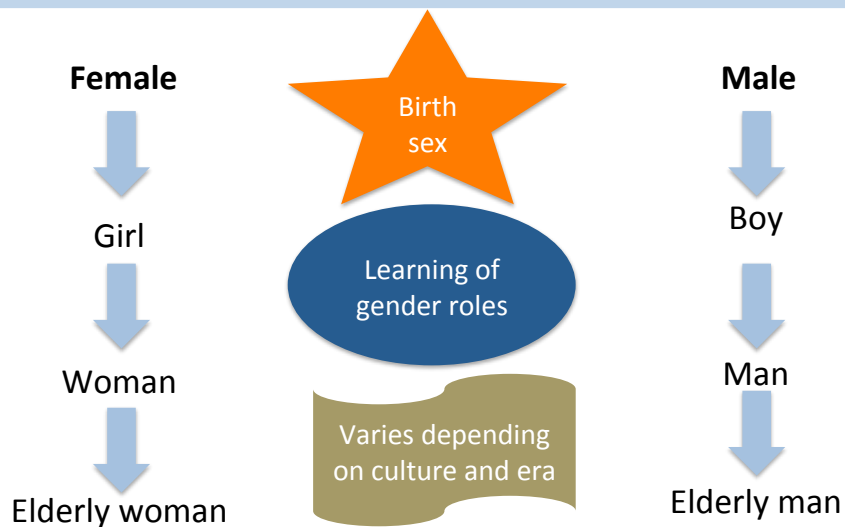 Female
Girl
Woman
Elderly woman
Birth
sex
Learning of
gender roles
Varies depending
on culture and era
Male
Boy
Man
Elderly man